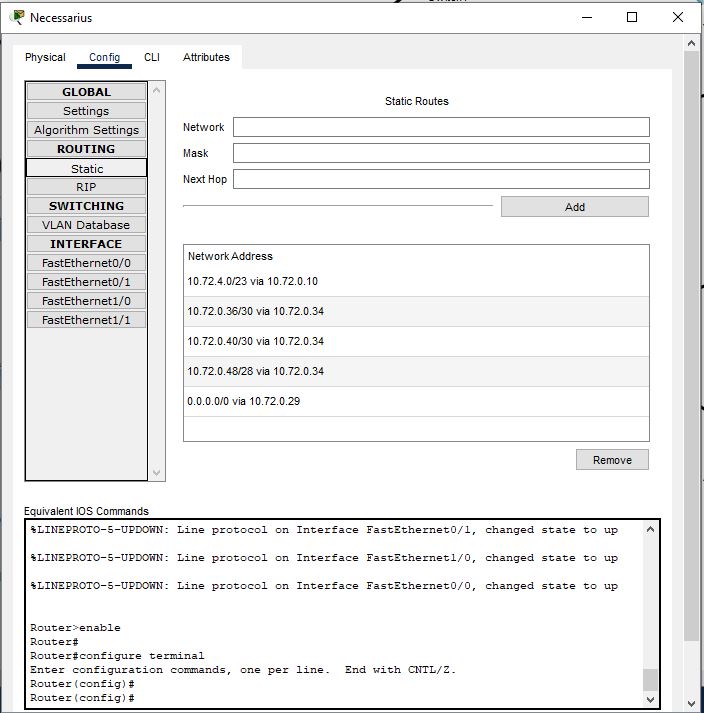 Necessarius
Physical Config CLI Attributes
GLOBAL
Settings
Algorithm Settings
ROUTING
Static
RIP
SWITCHING
VLAN Database
INTERFACE
FastEthernet0/0
FastEthernet0/1
FastEthernet1/0
FastEthernet1/1
Static Routes
Network
Mask
Next Hop
Add
Network Address
10.72.4.0/23 via 10.72.0.10
10.72.0.36/30 via 10.72.0.34
10.72.0.40/30 via 10.72.0.34
10.72.0.48/28 via 10.72.0.34
0.0.0.0/0 via 10.72.0.29
Remove
Equivalent IOS Commands
%LINEPROTO-5-UPDOWN: Line protocol on Interface FastEthernet0/1, changed state to up
%LINEPROTO-5-UPDOWN: Line protocol on Interface FastEthernet1/0, changed state to up
%LINEPROTO-5-UPDOWN: Line protocol on Interface FastEthernet0/0, changed state to up
Router>enable
Router#
Router#configure terminal
Enter configuration commands, one per line.  End with CNTL/Z.
Router(config)#
Router(config)#